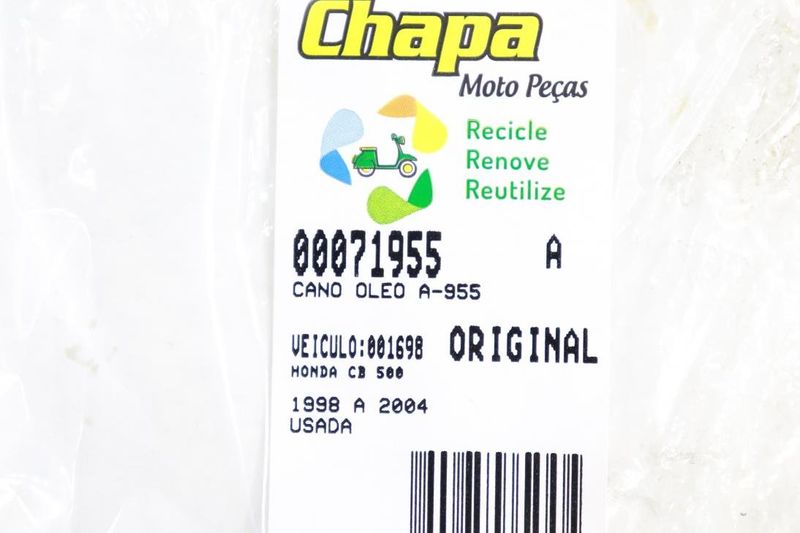 Chapa
Moto Peças
Recicle
Renove
Reutilize
00071955 A
CANO OLEO A-955
VEICULO:001698 ORIGINAL
HONDA CB 500
1998 A 2004
USADA